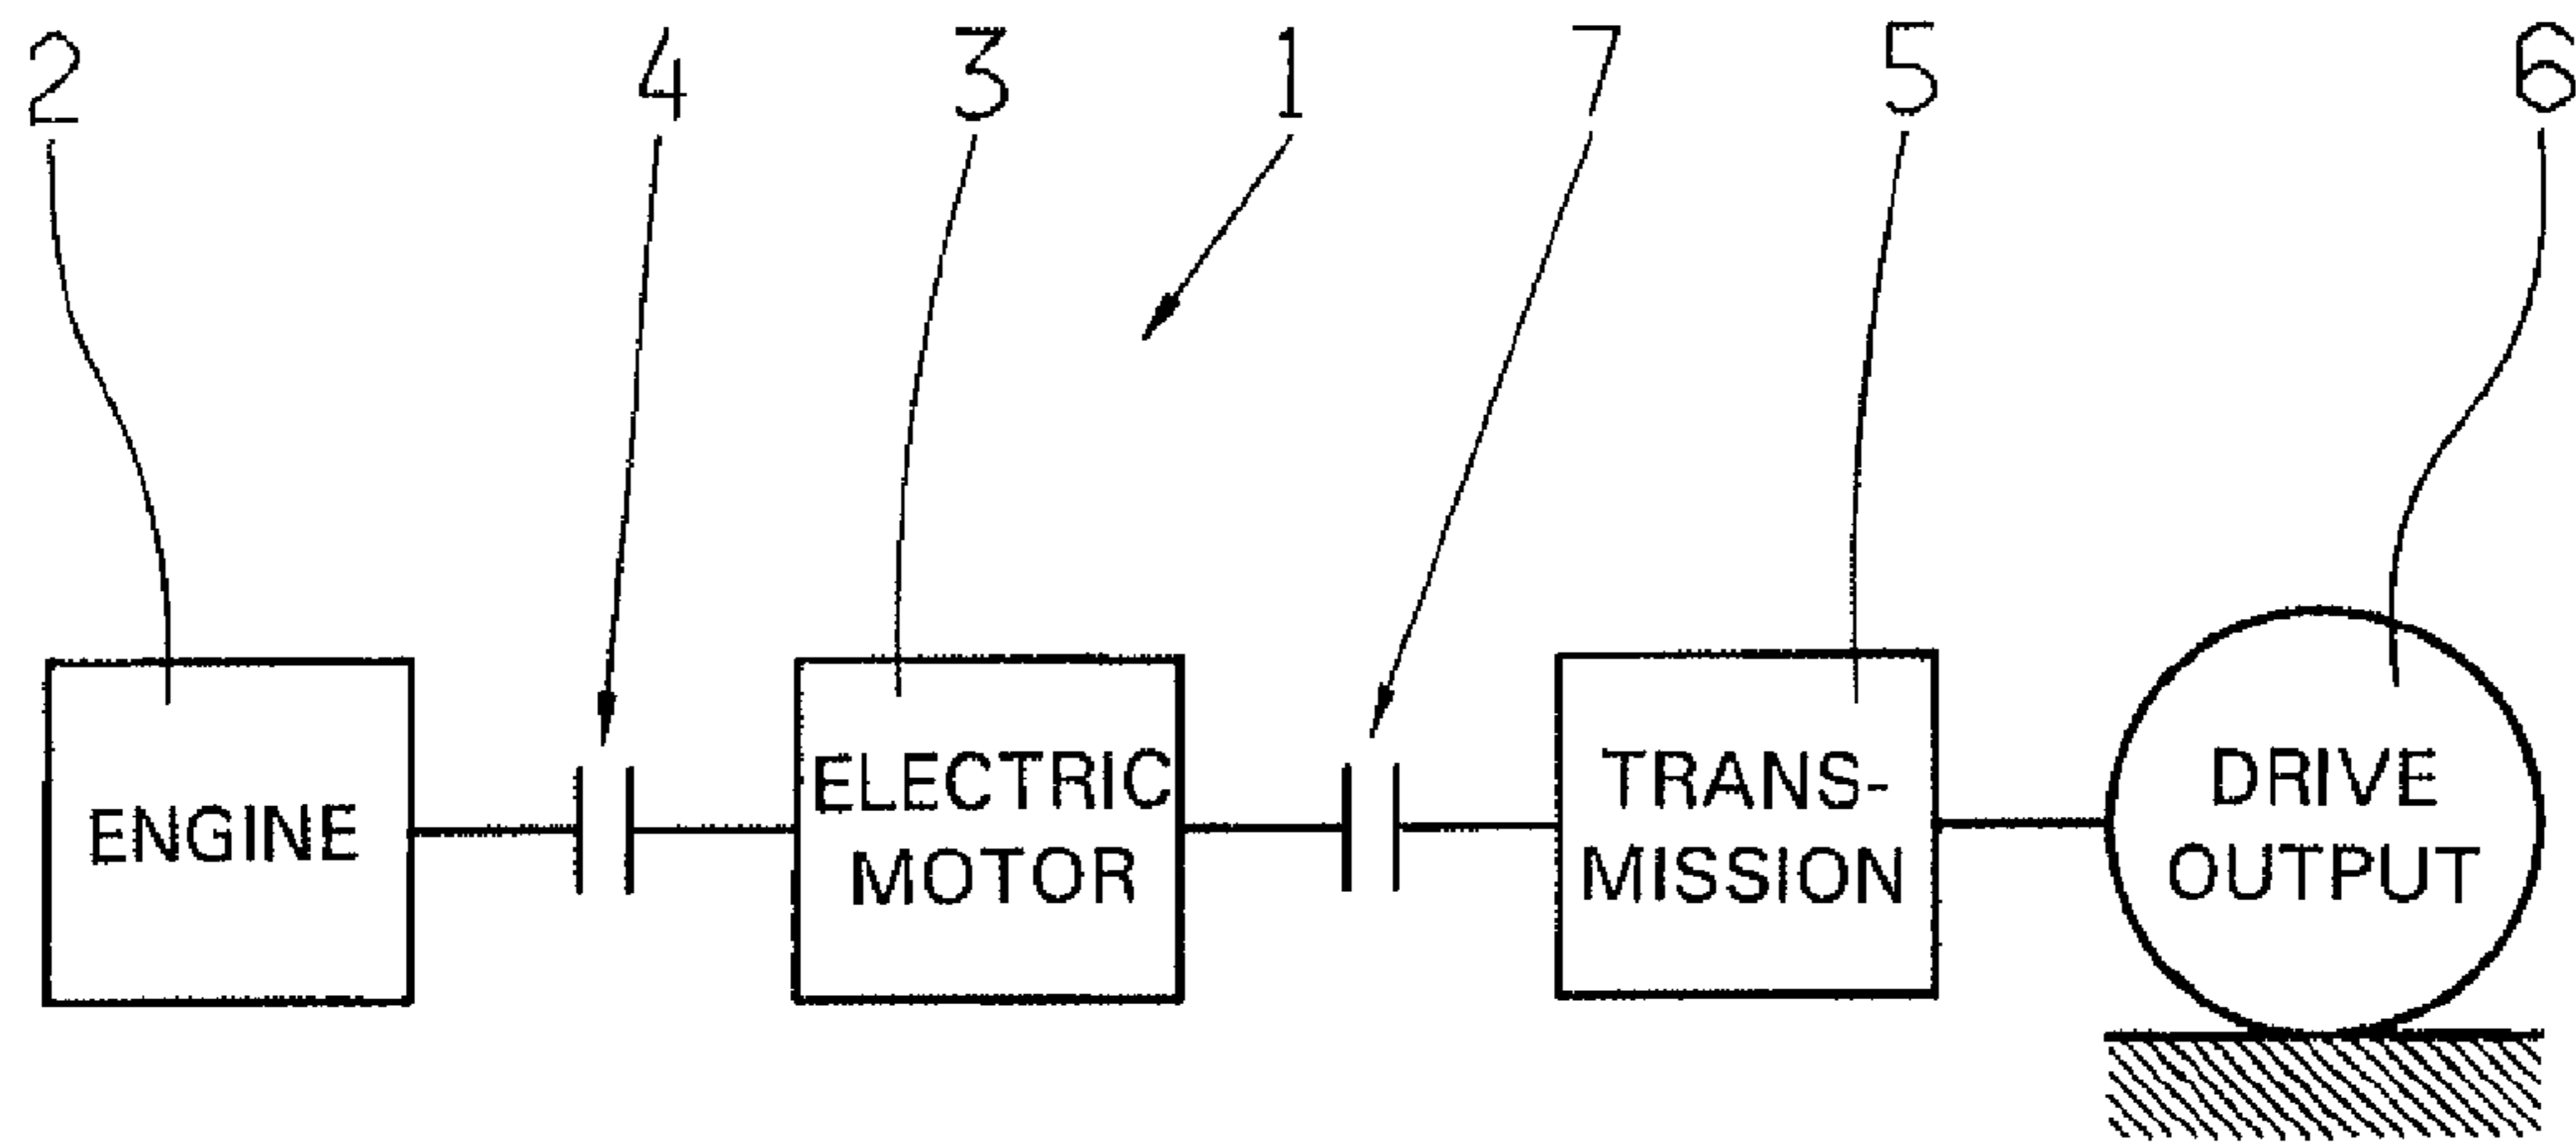 2 4 3 1 7 5 6
ENGINE
ELECTRIC
MOTOR
TRANS-
MISSION
DRIVE
OUTPUT